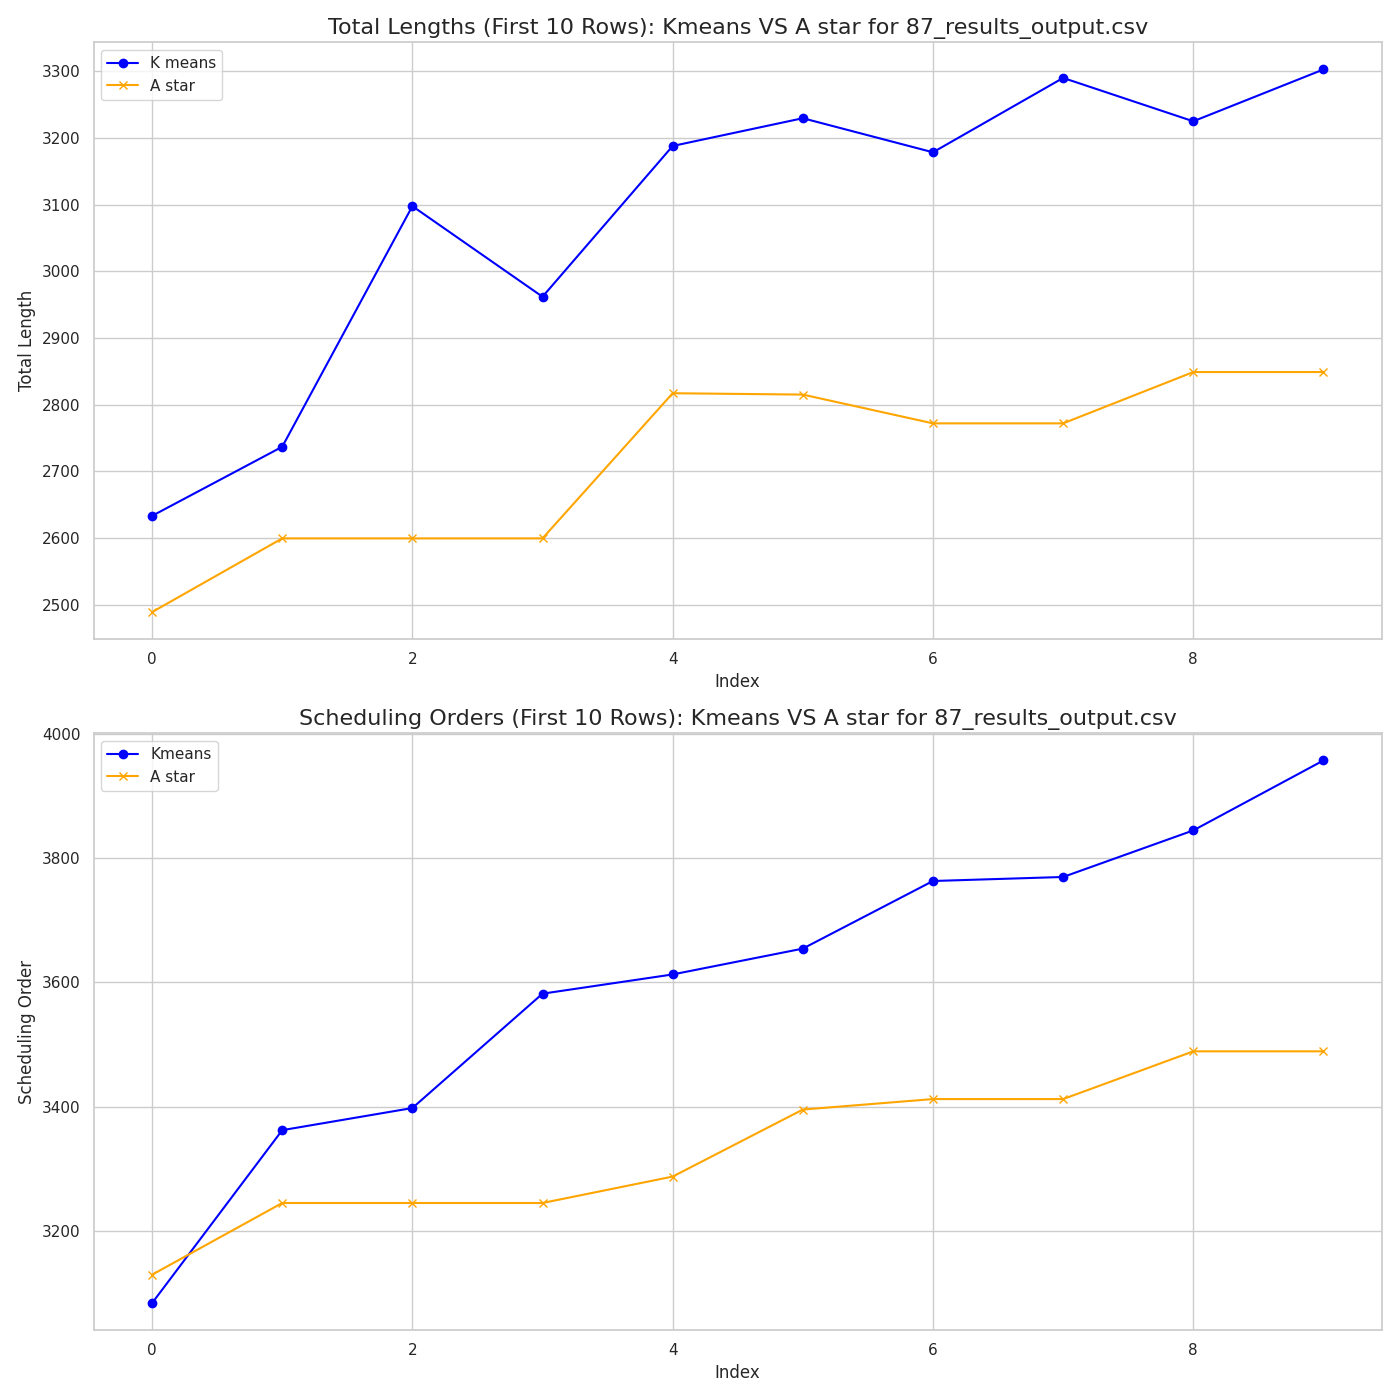 Total Lengths (First 10 Rows): Kmeans VS A star for 87_results_output.csv
K means
A star
3300
3200
3100
3000
2900
2800
2700
2600
2500
Total Length
0 2 4 6 8
Index
Scheduling Orders (First 10 Rows): Kmeans VS A star for 87_results_output.csv
Kmeans
A star
4000
3800
3600
3400
3200
Scheduling Order
0 2 4 6 8
Index